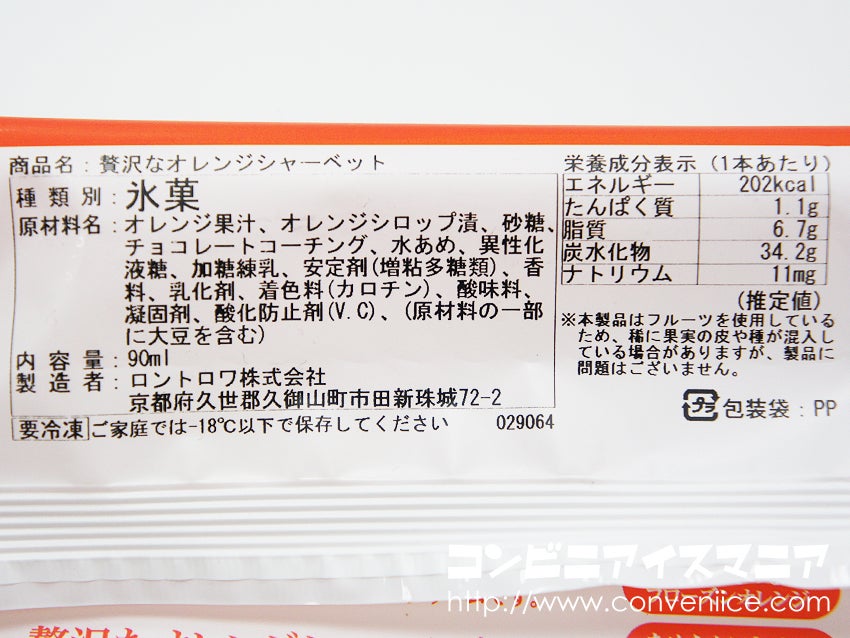 商品名：贅沢なオレンジシャーベット
種類別：氷菓
原材料名：オレンジ果汁、オレンジシロップ漬、砂糖、
チョコレートコーチング、水あめ、異性化
液糖、加糖練乳、安定剤(増粘多糖類)、香
料、乳化剤、着色料(カロチン)、酸味料、
凝固剤、酸化防止剤(V.C)、(原材料の一部
に大豆を含む)
内容量：90ml
製造者：ロントロワ株式会社
京都府久世郡久御山町市田新珠城72-2
要冷凍 ご家庭では-18℃以下で保存してください 029064
栄養成分表示（1本あたり）
エネルギー 202kcal
たんぱく質 1.1g
脂質 6.7g
炭水化物 34.2g
ナトリウム 11mg
(推定値)
※本製品はフルーツを使用している
ため、稀に果実の皮や種が混入し
ている場合がありますが、製品に
問題はございません。
プラ 包装袋：PP
コンビニアイスマニア
http://www.conveniice.com/
フローズンオレンジ